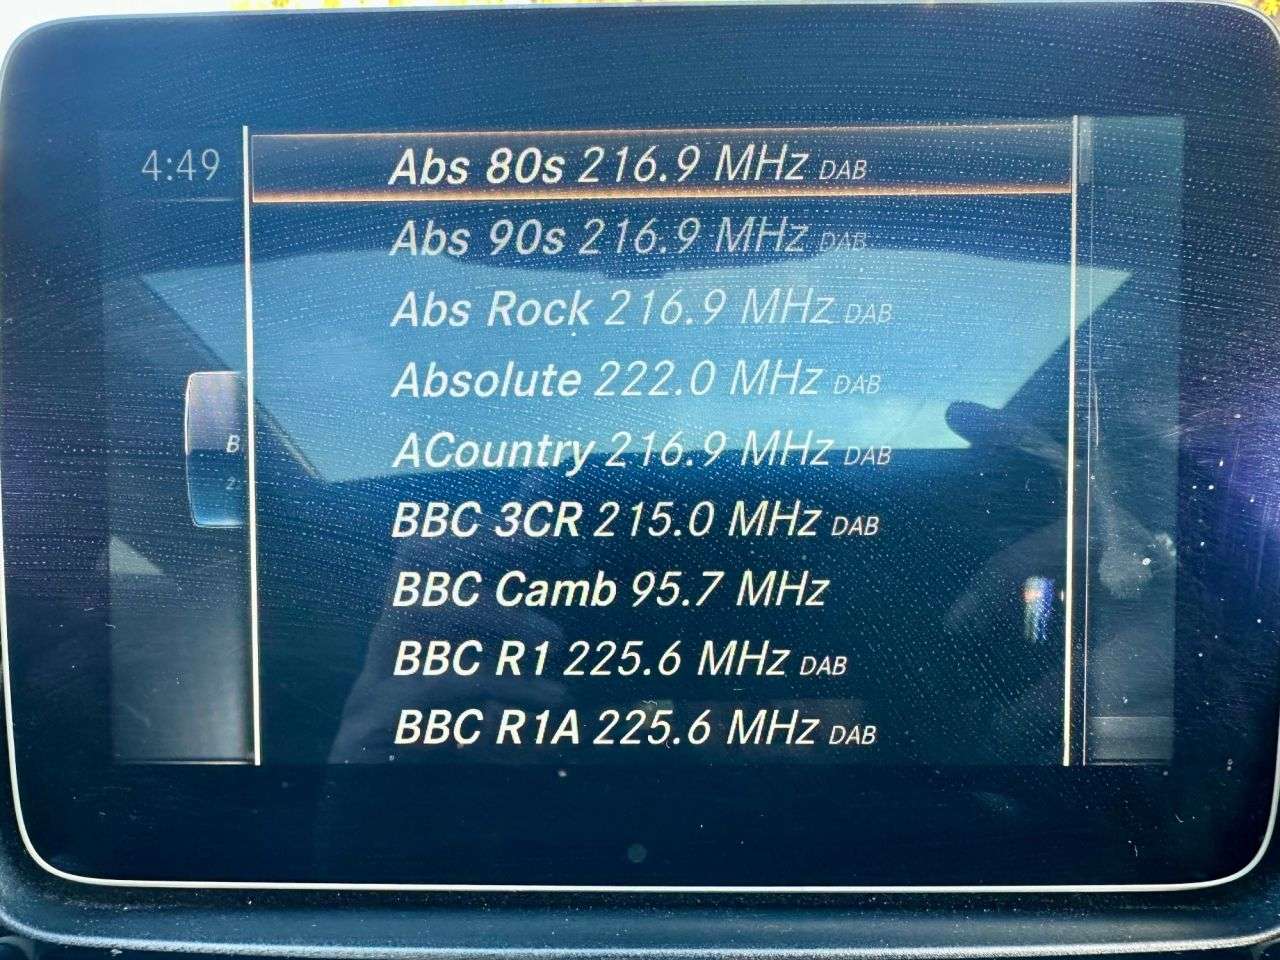 4:49
Abs 80s 216.9 MHz DAB
Abs 90s 216.9 MHz DAB
Abs Rock 216.9 MHz DAB
Absolute 222.0 MHz DAB
ACountry 216.9 MHz DAB
B
BBC 3CR 215.0 MHz DAB
2
BBC Camb 95.7 MHz
BBC R1 225.6 MHz DAB
BBC R1A 225.6 MHz DAB